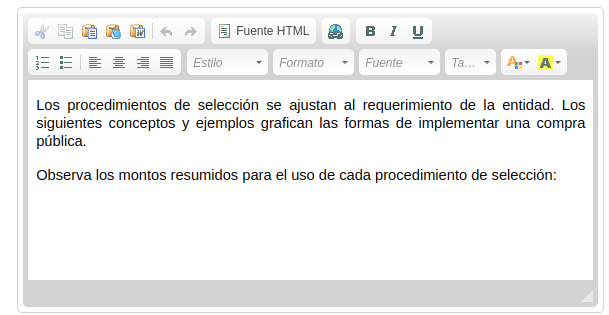 Fuente HTML B I U
Estilo Formato Fuente Ta... A A
Los procedimientos de selección se ajustan al requerimiento de la entidad. Los
siguientes conceptos y ejemplos grafican las formas de implementar una compra
pública.
Observa los montos resumidos para el uso de cada procedimiento de selección: